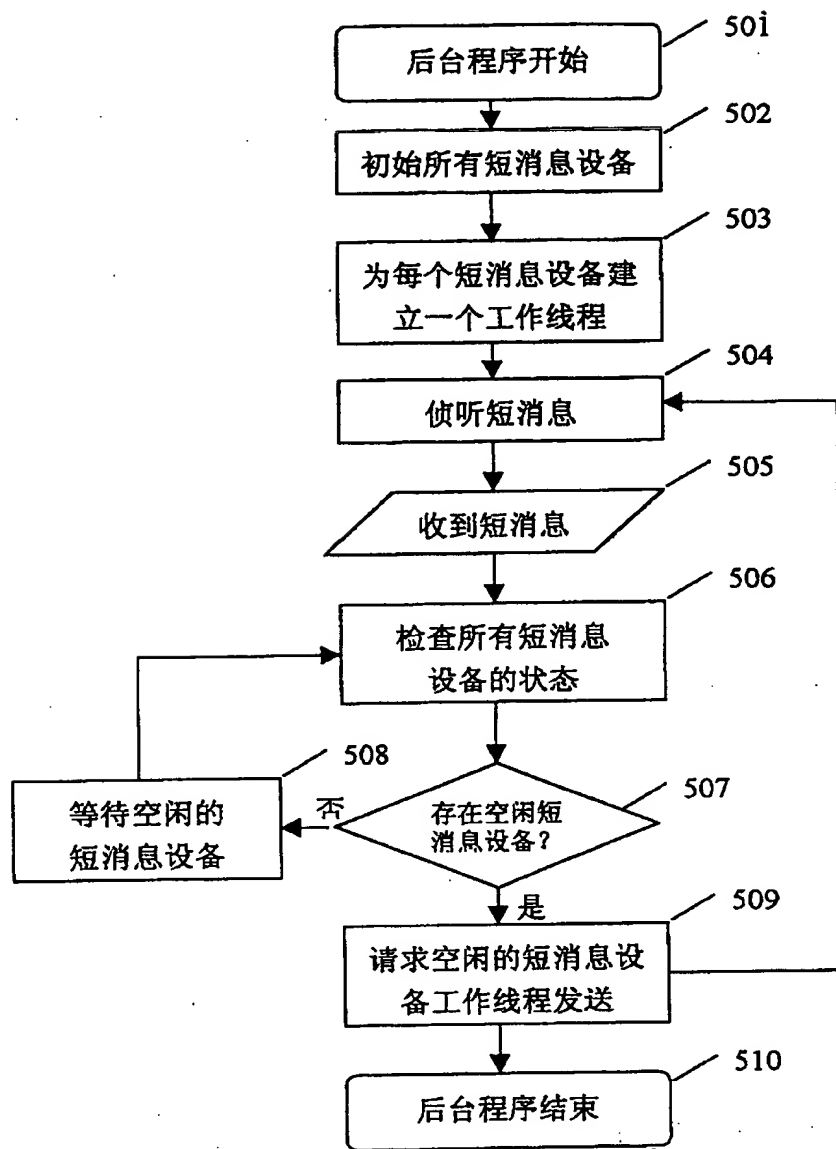 501
后台程序开始
502
初始所有短消息设备
503
为每个短消息设备建
立一个工作线程
504
侦听短消息
505
收到短消息
506
检查所有短消息
设备的状态
508
等待空闲的
短消息设备
否
507
存在空闲短
消息设备？
是
509
请求空闲的短消息设
备工作线程发送
510
后台程序结束